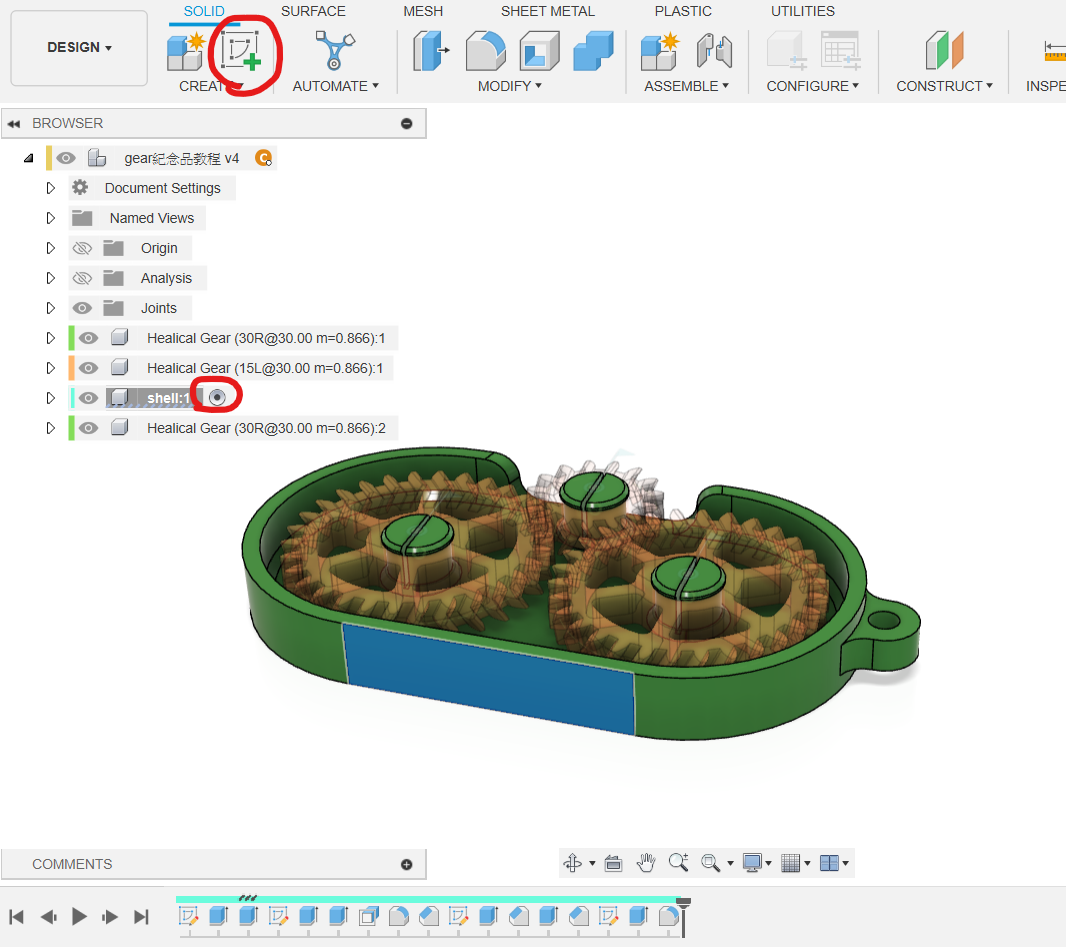 SOLID SURFACE MESH SHEET METAL PLASTIC UTILITIES
DESIGN
CREATE AUTOMATE MODIFY ASSEMBLE CONFIGURE CONSTRUCT INSPE
BROWSER
gear紀念品教程 v4
Document Settings
Named Views
Origin
Analysis
Joints
Healical Gear (30R@30.00 m=0.866):1
Healical Gear (15L@30.00 m=0.866):1
shell:1
Healical Gear (30R@30.00 m=0.866):2
COMMENTS